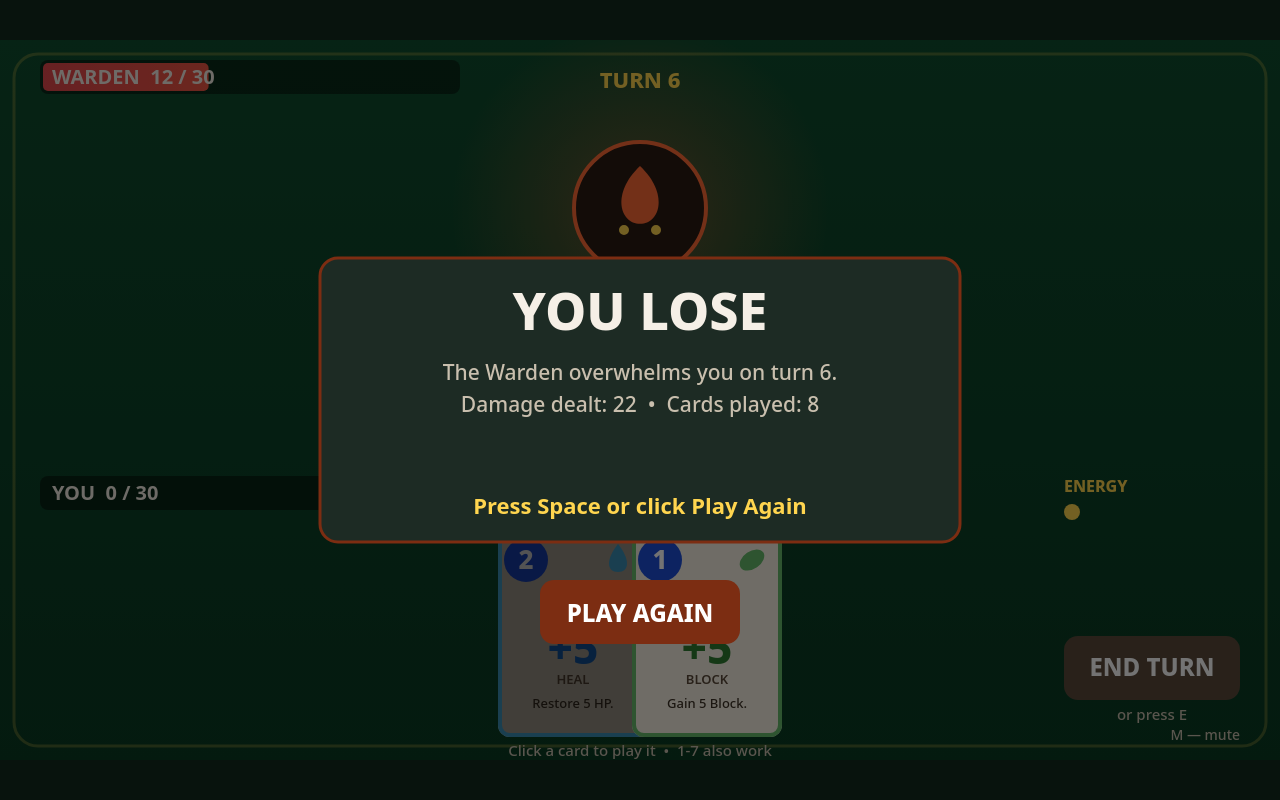 WARDEN 12 / 30
TURN 6
YOU LOSE
The Warden overwhelms you on turn 6.
Damage dealt: 22 • Cards played: 8
Press Space or click Play Again
YOU 0 / 30
ENERGY
2
1
PLAY AGAIN
+5
+5
HEAL
BLOCK
Restore 5 HP.
Gain 5 Block.
END TURN
or press E
M — mute
Click a card to play it • 1-7 also work